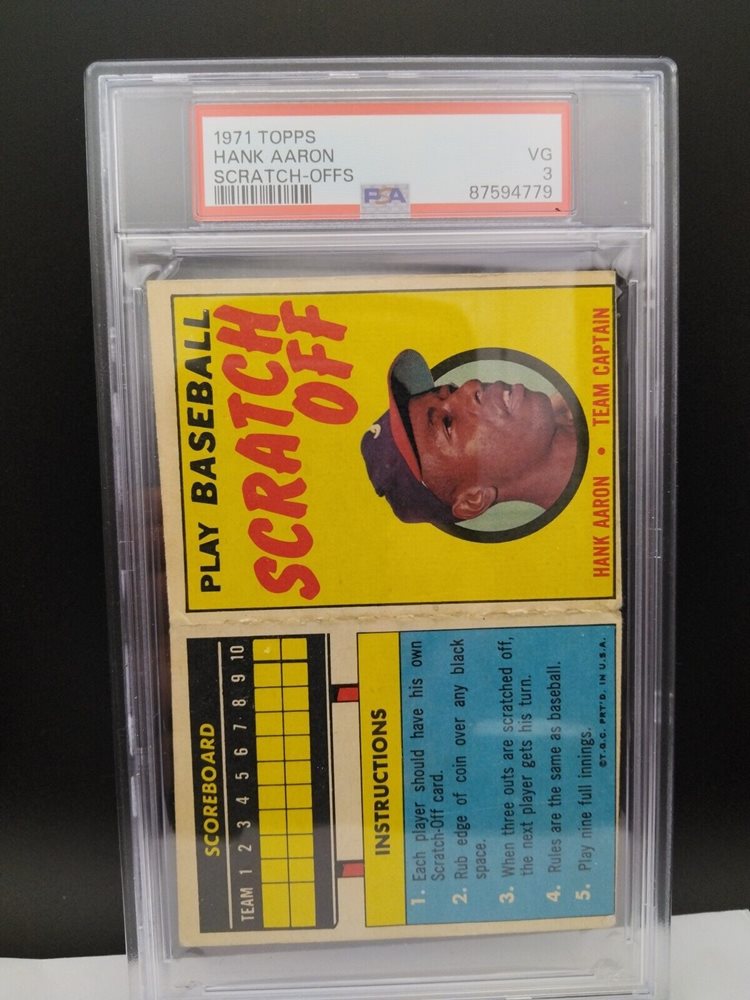 1971 TOPPS
HANK AARON
SCRATCH-OFFS
VG
3
PSA
87594779
PLAY BASEBALL
SCRATCH
OFF
HANK AARON • TEAM CAPTAIN
SCOREBOARD
TEAM 1 2 3 4 5 6 7 8 9 10
INSTRUCTIONS
1. Each player should have his own
Scratch-Off card.
2. Rub edge of coin over any black
space.
3. When three outs are scratched off,
the next player gets his turn.
4. Rules are the same as baseball.
5. Play nine full innings.
©T.C.G. PRT'D. IN U.S.A.